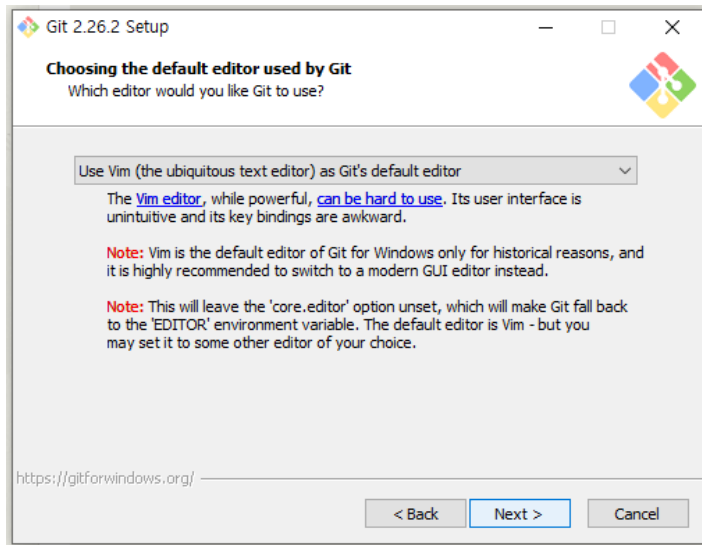 Git 2.26.2 Setup
Choosing the default editor used by Git
Which editor would you like Git to use?
Use Vim (the ubiquitous text editor) as Git's default editor
The Vim editor, while powerful, can be hard to use. Its user interface is
unintuitive and its key bindings are awkward.
Note: Vim is the default editor of Git for Windows only for historical reasons, and
it is highly recommended to switch to a modern GUI editor instead.
Note: This will leave the 'core.editor' option unset, which will make Git fall back
to the 'EDITOR' environment variable. The default editor is Vim - but you
may set it to some other editor of your choice.
https://gitforwindows.org/
< Back
Next >
Cancel